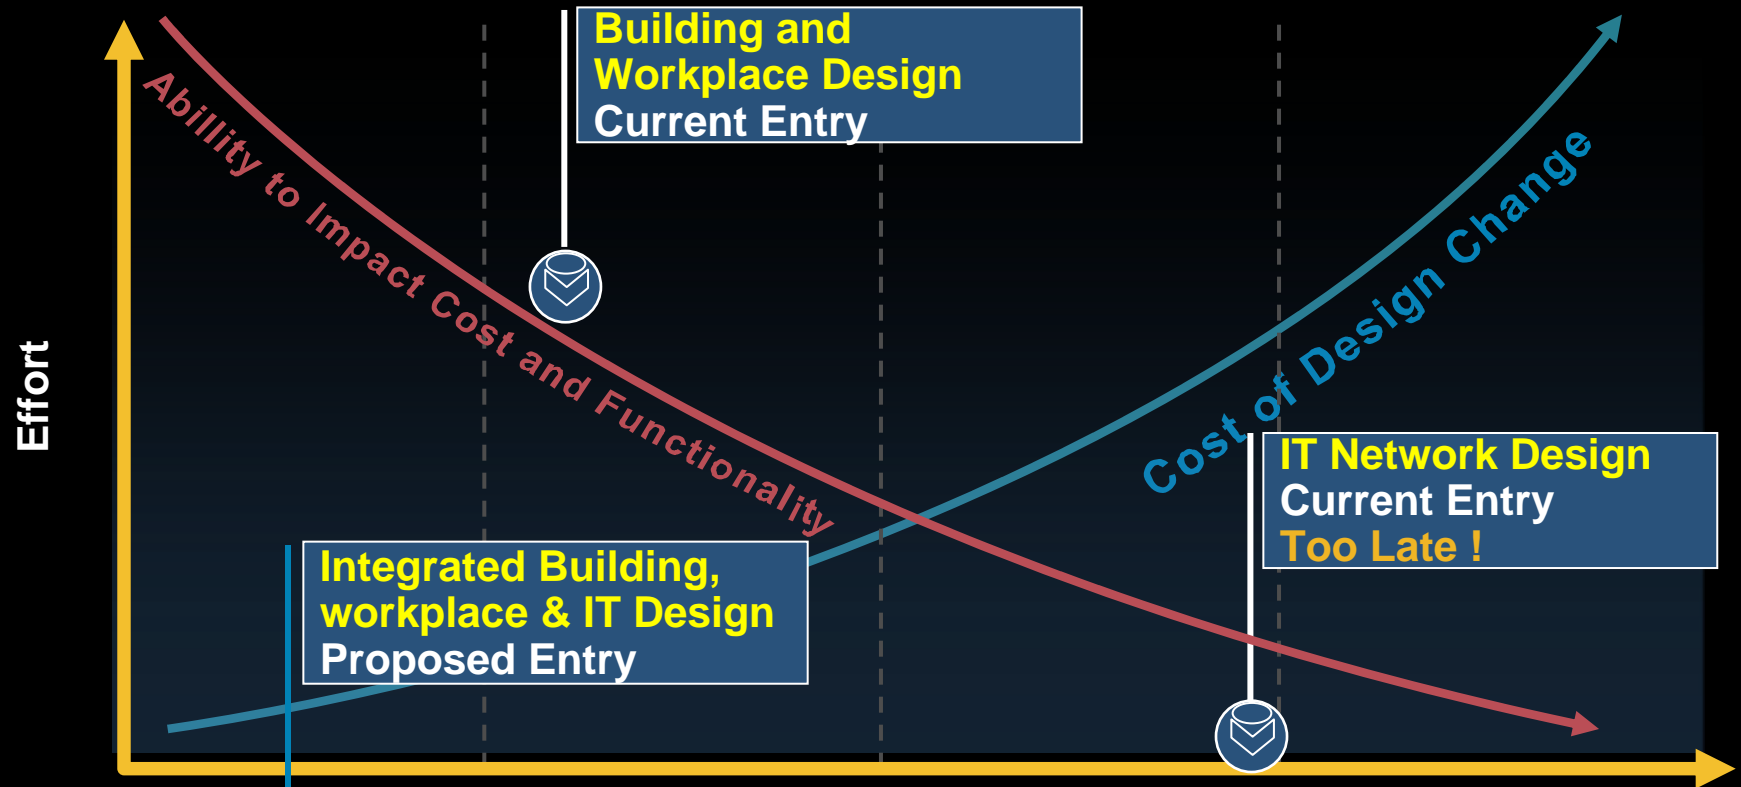 Building and
Workplace Design
Current Entry
Abillity to Impact Cost and Functionality
Cost of Design Change
Effort
IT Network Design
Current Entry
Too Late !
Integrated Building,
workplace & IT Design
Proposed Entry